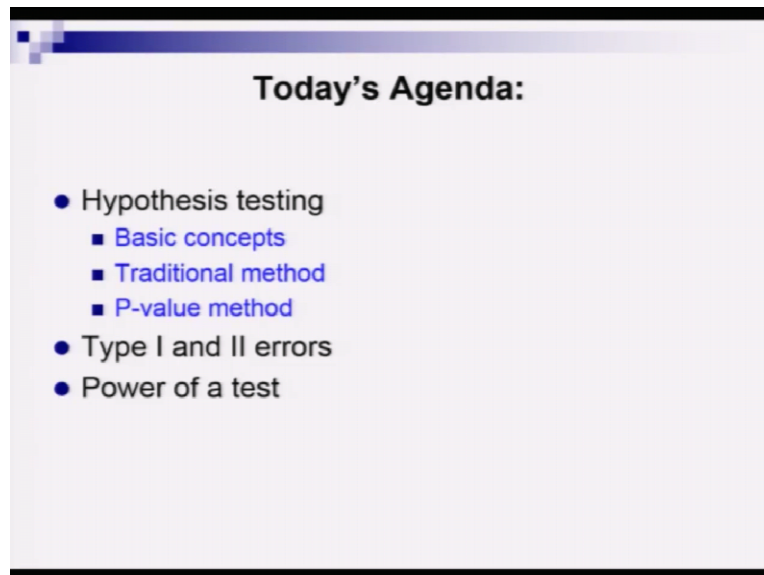 Today's Agenda:
Hypothesis testing
Basic concepts
Traditional method
P-value method
Type I and II errors
Power of a test